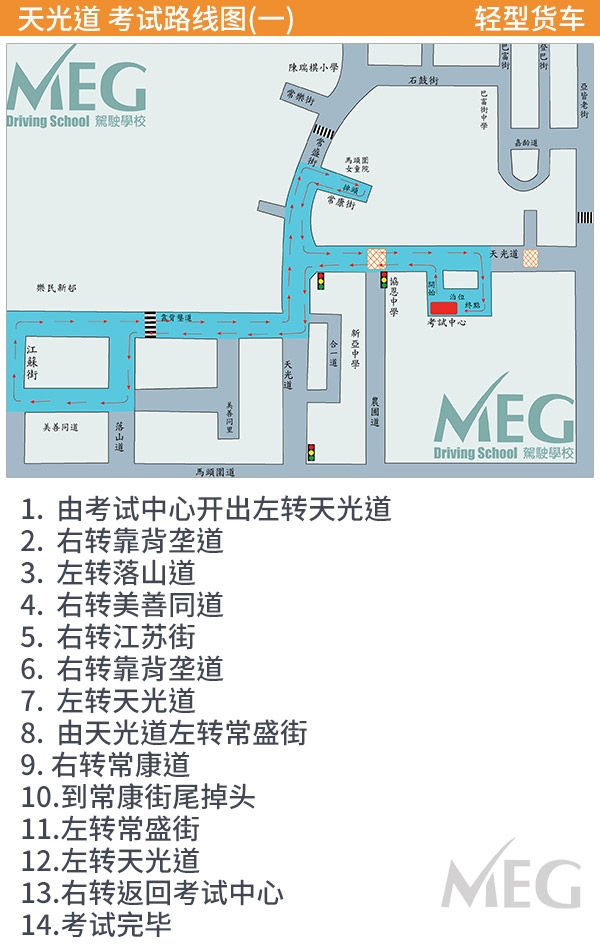 天光道 考试路线图(一)
轻型货车
MEG
Driving School 駕駛學校
陳瑞祺小學
石鼓街
巴富街
登巴街
亞皆老街
常樂街
巴富街中學
常盛街
嘉齡道
馬頭圍
女童院
掉頭
常康街
天光道
樂民新邨
協恩中學
開始
泊位
終點
考試中心
靠背壟道
江蘇街
新亞中學
合一道
天光道
MEG
Driving School 駕駛學校
農圃道
美善同里
美善同道
落山道
馬頭圍道
1. 由考试中心开出左转天光道
2. 右转靠背垄道
3. 左转落山道
4. 右转美善同道
5. 右转江苏街
6. 右转靠背垄道
7. 左转天光道
8. 由天光道左转常盛街
9. 右转常康道
10.到常康街尾掉头
11.左转常盛街
12.左转天光道
13.右转返回考试中心
14.考试完毕
MEG